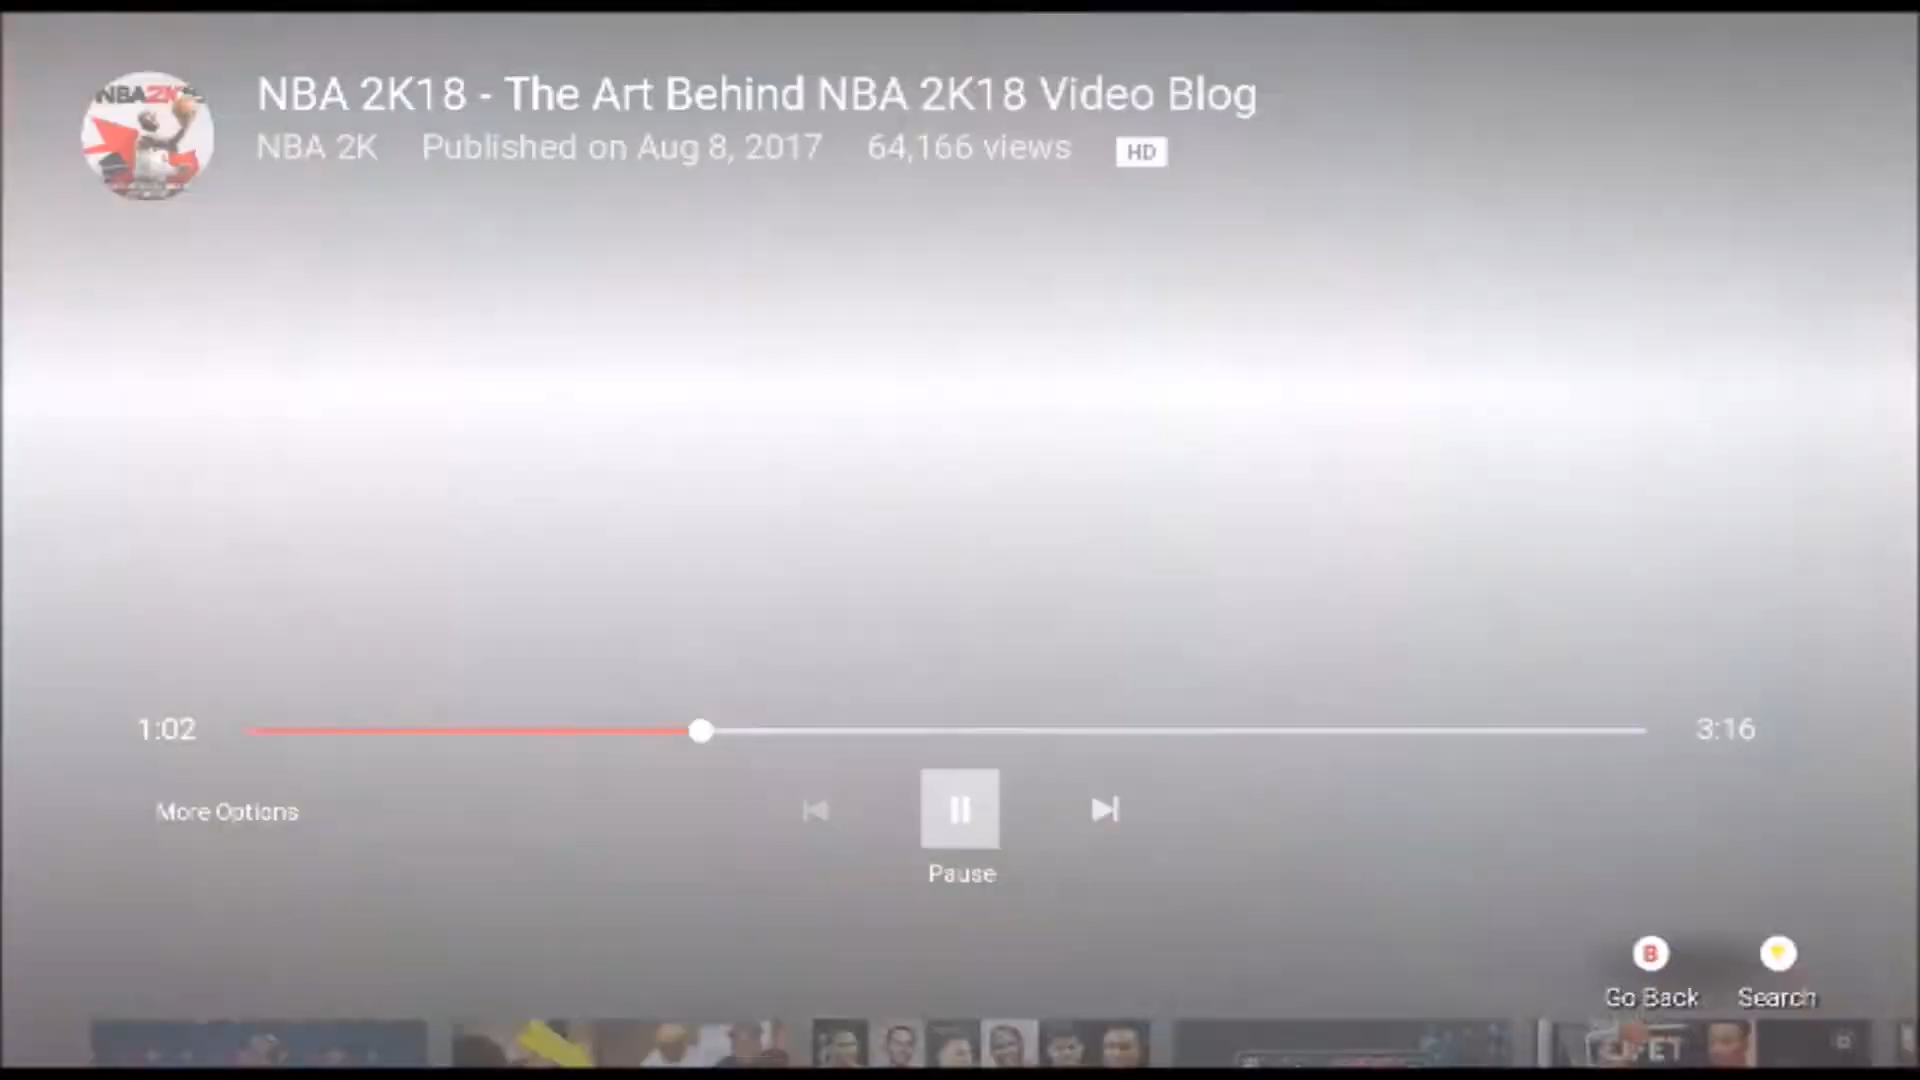 NBA 2K18 - The Art Behind NBA 2K18 Video Blog
NBA 2K Published on Aug 8, 2017 64,166 views HD
1:02 3:16
More Options
Pause
B
Go Back Search